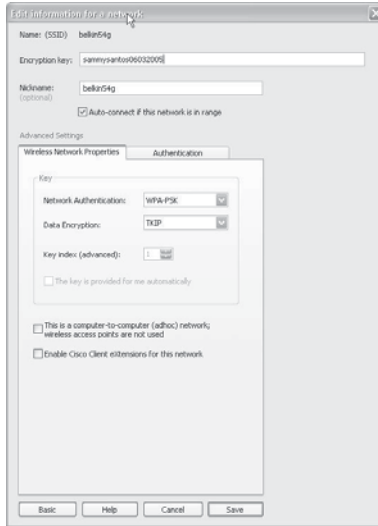 Edit information for a network
Name: (SSID) belkin54g
Encryption key: sammysantos06032005
Nickname: belkin54g
(optional)
Auto-connect if this network is in range
Advanced Settings
Wireless Network Properties Authentication
Key
Network Authentication: WPA-PSK
Data Encryption: TKIP
Key index (advanced): 1
The key is provided for me automatically
This is a computer-to-computer (adhoc) network;
wireless access points are not used
Enable Cisco Client eXtensions for this network
Basic Help Cancel Save